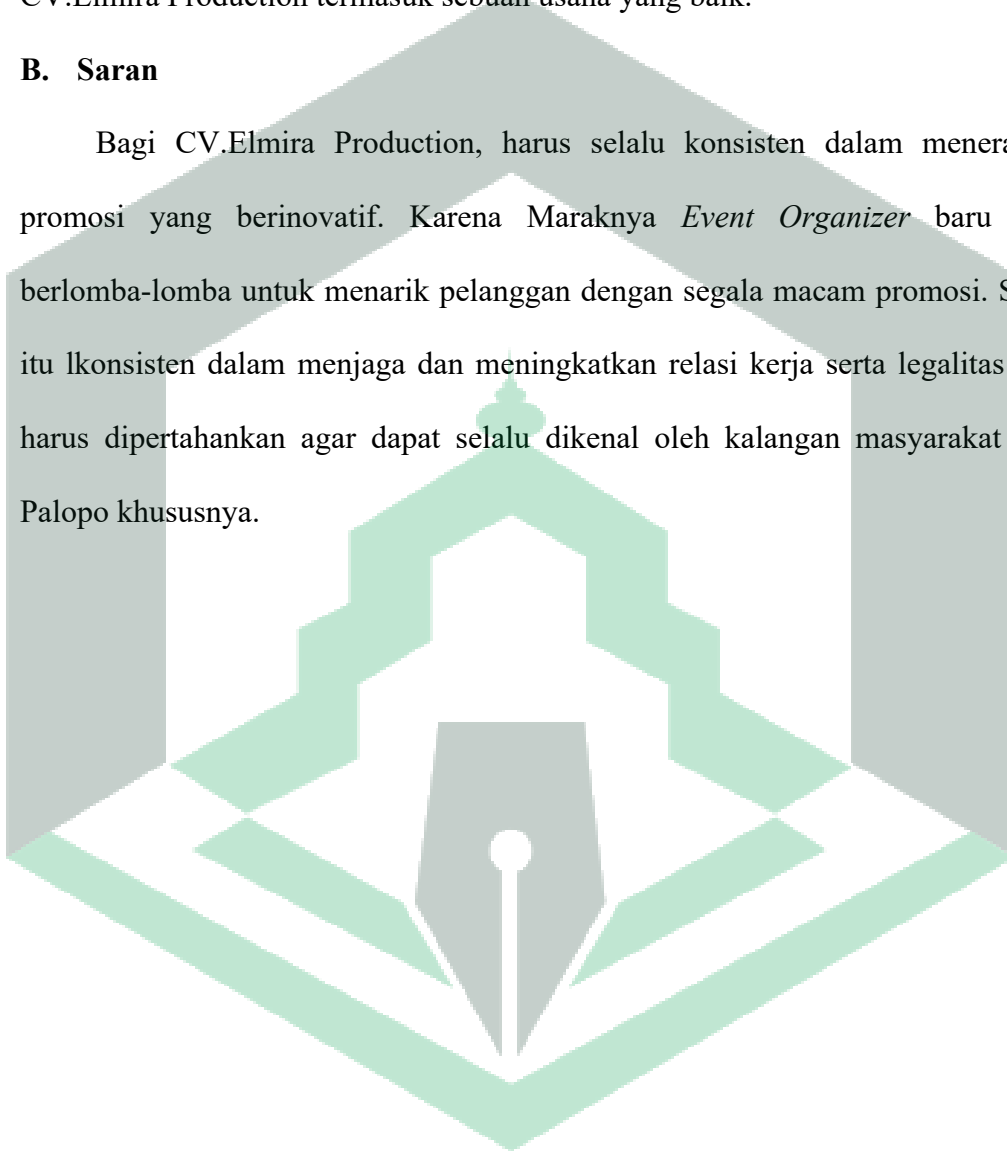 CV.Elmira Production termasuk sebuah usaha yang baik.
B. Saran
Bagi CV.Elmira Production, harus selalu konsisten dalam
promosi yang berinovatif. Karena Maraknya Event Organizer baru
berlomba-lomba untuk menarik pelanggan dengan segala macam promosi.
itu lkonsisten dalam menjaga dan meningkatkan relasi kerja serta legalitas
harus dipertahankan agar dapat selalu dikenal oleh kalangan masyarakat
Palopo khususnya.